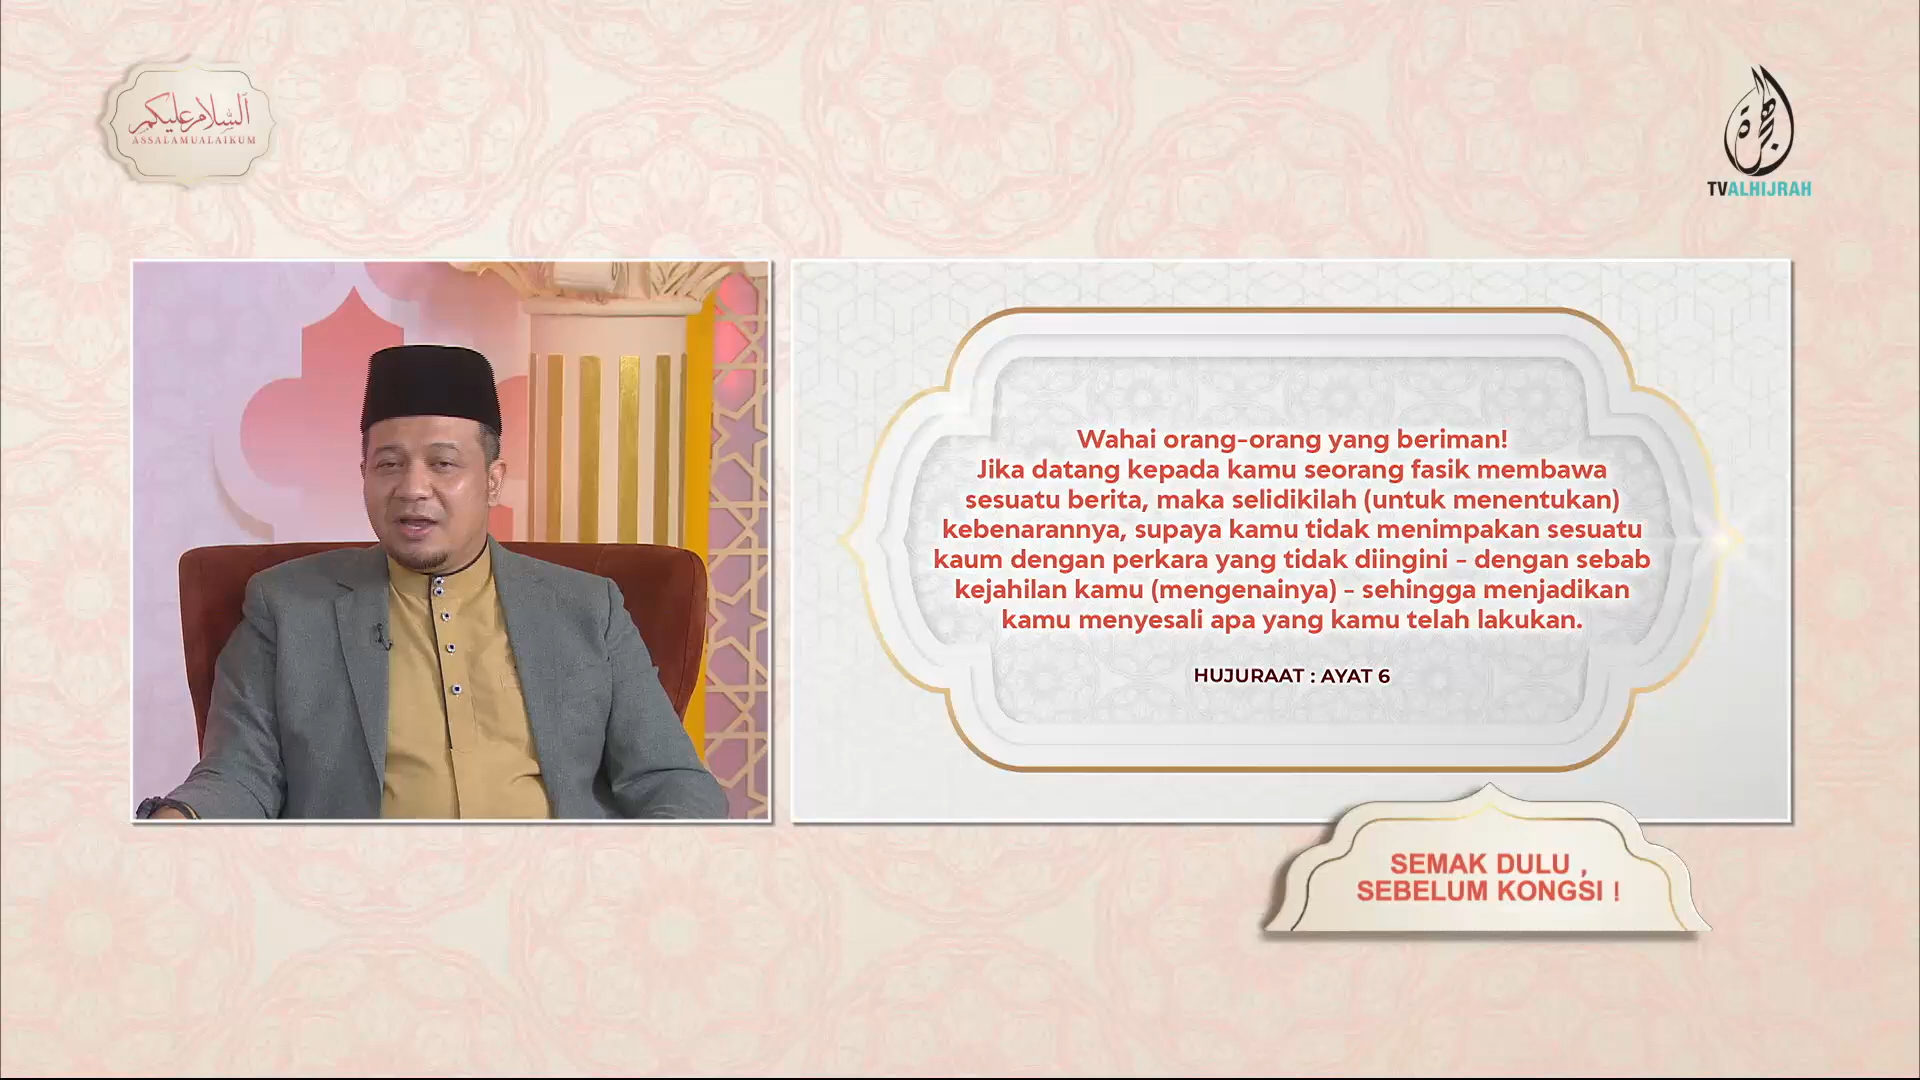 السلام عليكم
ASSALAMUALAIKUM
الهجرة
TVALHIJRAH
Wahai orang-orang yang beriman!
Jika datang kepada kamu seorang fasik membawa
sesuatu berita, maka selidikilah (untuk menentukan)
kebenarannya, supaya kamu tidak menimpakan sesuatu
kaum dengan perkara yang tidak diingini - dengan sebab
kejahilan kamu (mengenainya) - sehingga menjadikan
kamu menyesali apa yang kamu telah lakukan.
HUJURAAT : AYAT 6
SEMAK DULU ,
SEBELUM KONGSI !